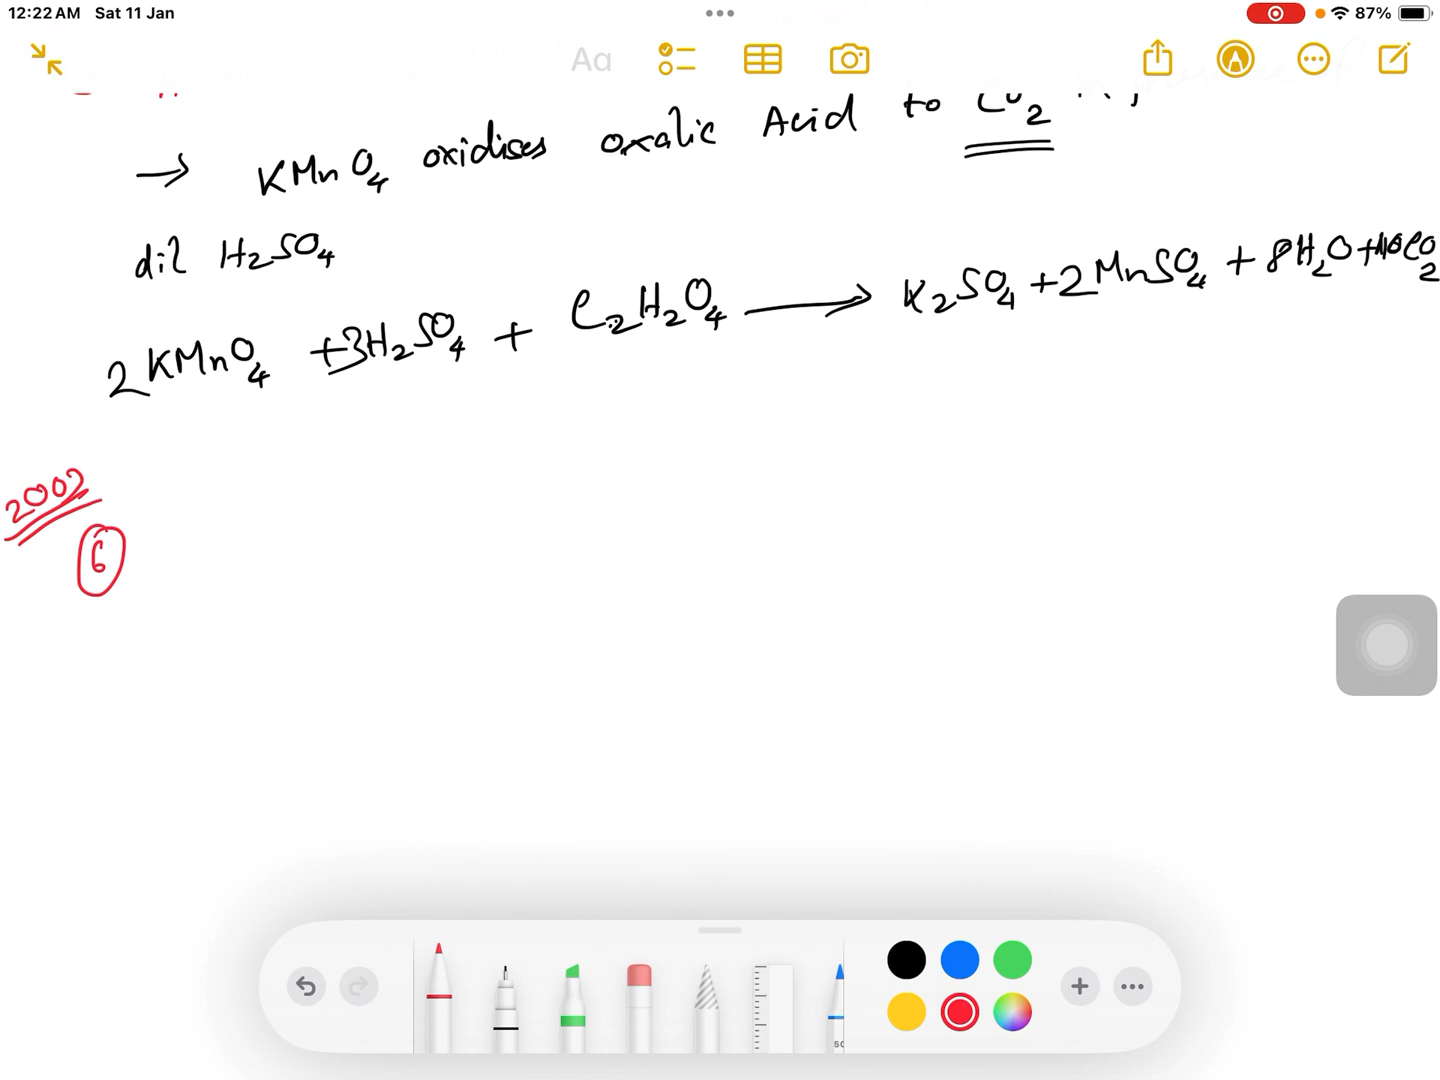 12:22 AM Sat 11 Jan 87%
Aa
→ KMnO4 oxidises oxalic Acid to CO2
dil H2SO4
2KMnO4 +3H2SO4 + C2H2O4 → K2SO4 +2MnSO4 + 8H2O+10CO2
2002
6